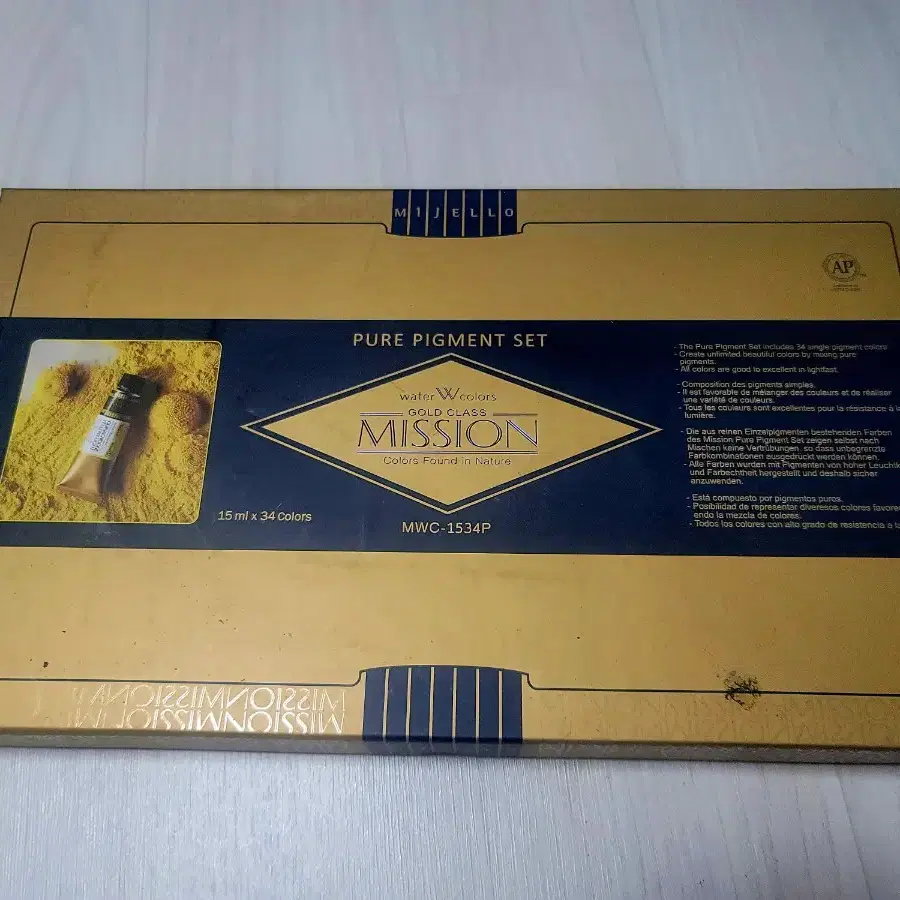 MIJELLO
AP
PURE PIGMENT SET
water W colors
GOLD CLASS
MISSION
Colors Found in Nature
15 ml x 34 Colors
MWC-1534P
- The Pure Pigment Set includes 34 single pigment colors
- Create unlimited beautiful colors by mixing pure
pigments.
- All colors are good to excellent in lightfast.
- Composition des pigments simples.
- Il est favorable de mélanger des couleurs et de réaliser
une variété de couleurs.
- Tous les couleurs sont excellentes pour la résistance à la
lumière.
- Die aus reinen Einzelpigmenten bestehenden Farben
des Mission Pure Pigment Set zeigen selbst nach
Mischen keine Vertrübungen, so dass unbegrenzte
Farbkombinationen ausgedrückt werden können.
- Alle Farben wurden mit Pigmenten von hoher Leuchtk
und Farbechtheit hergestellt und deshalb sicher
anzuwenden.
- Está compuesto por pigmentos puros.
- Posibilidad de representar diveresos colores favore
endo la mezcla de colores.
- Todos los colores con alto grado de resistencia a l
MISSIONMISSION
MISSIONMISSION